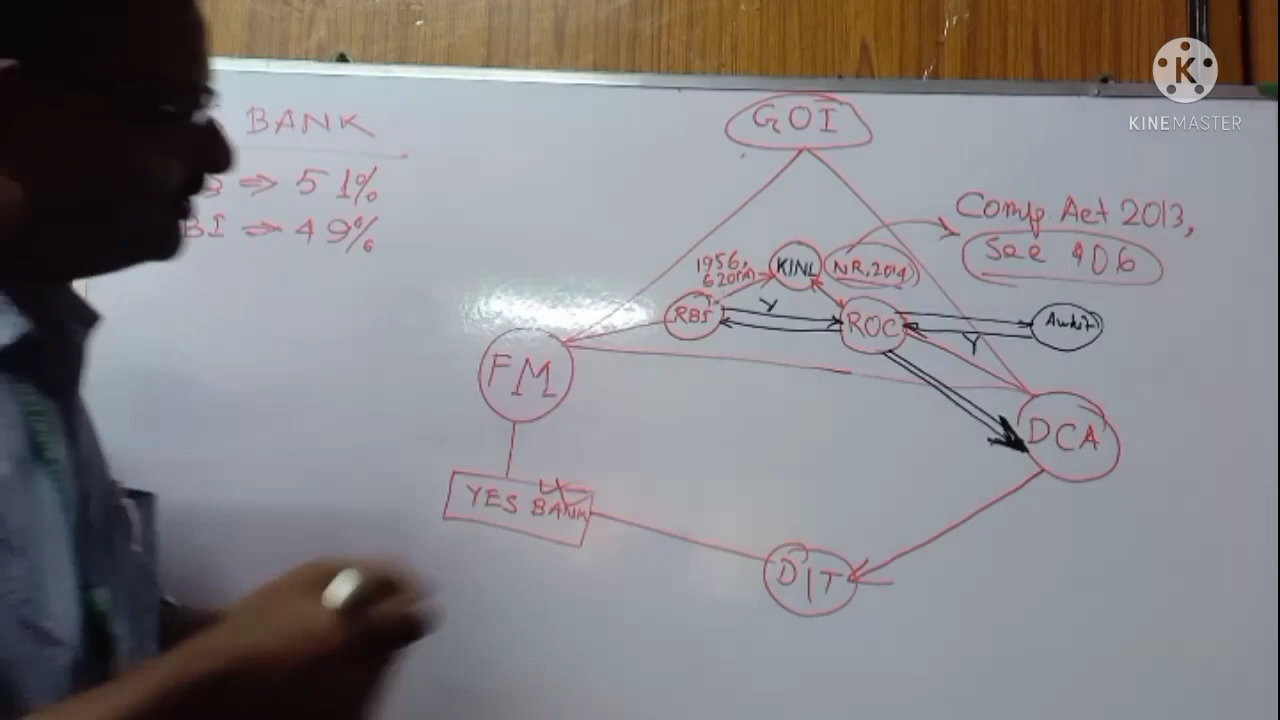 BANK
⇒ 51%
BI ⇒ 49%
GOI
KINEMASTER
Comp Act 2013,
Sec 406
1956,
620(A)
KINL
NR, 2014)
RBI
Y
ROC
Audit
Y
FM
DCA
YES BANK
DIT